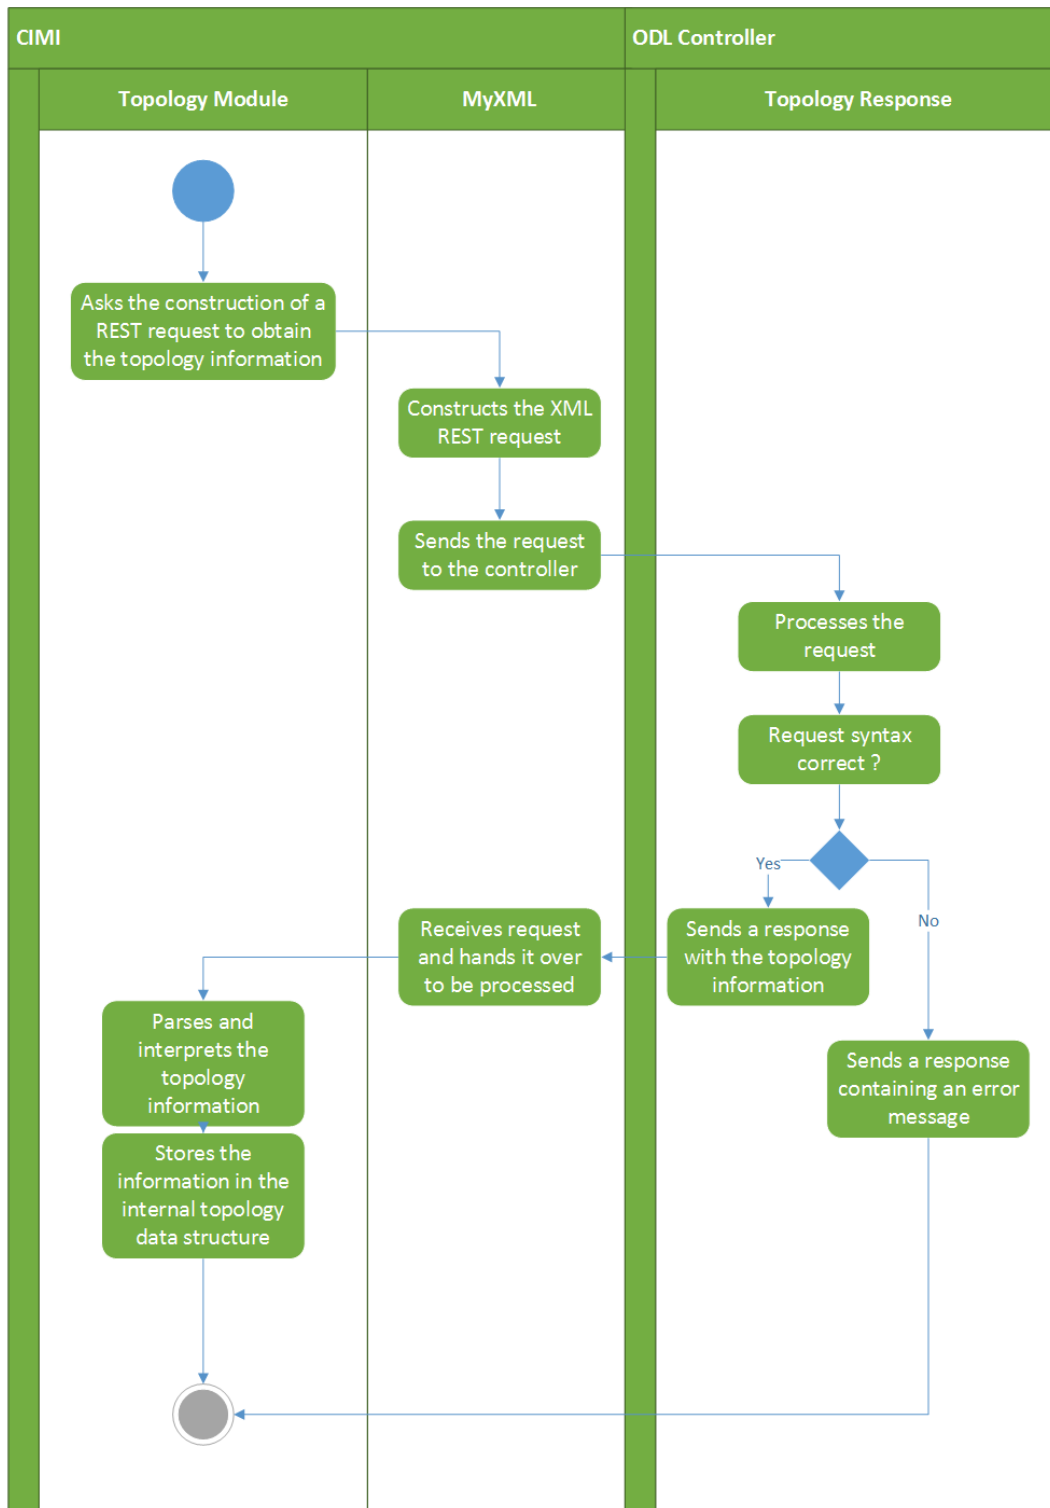 CIMI
ODL Controller
Topology Module
MyXML
Topology Response
Asks the construction of a
REST request to obtain
the topology information
Constructs the XML
REST request
Sends the request
to the controller
Processes the
request
Request syntax
correct ?
Yes
No
Receives request
and hands it over
to be processed
Sends a response
with the topology
information
Parses and
interprets the
topology
information
Sends a response
containing an error
message
Stores the
information in the
internal topology
data structure